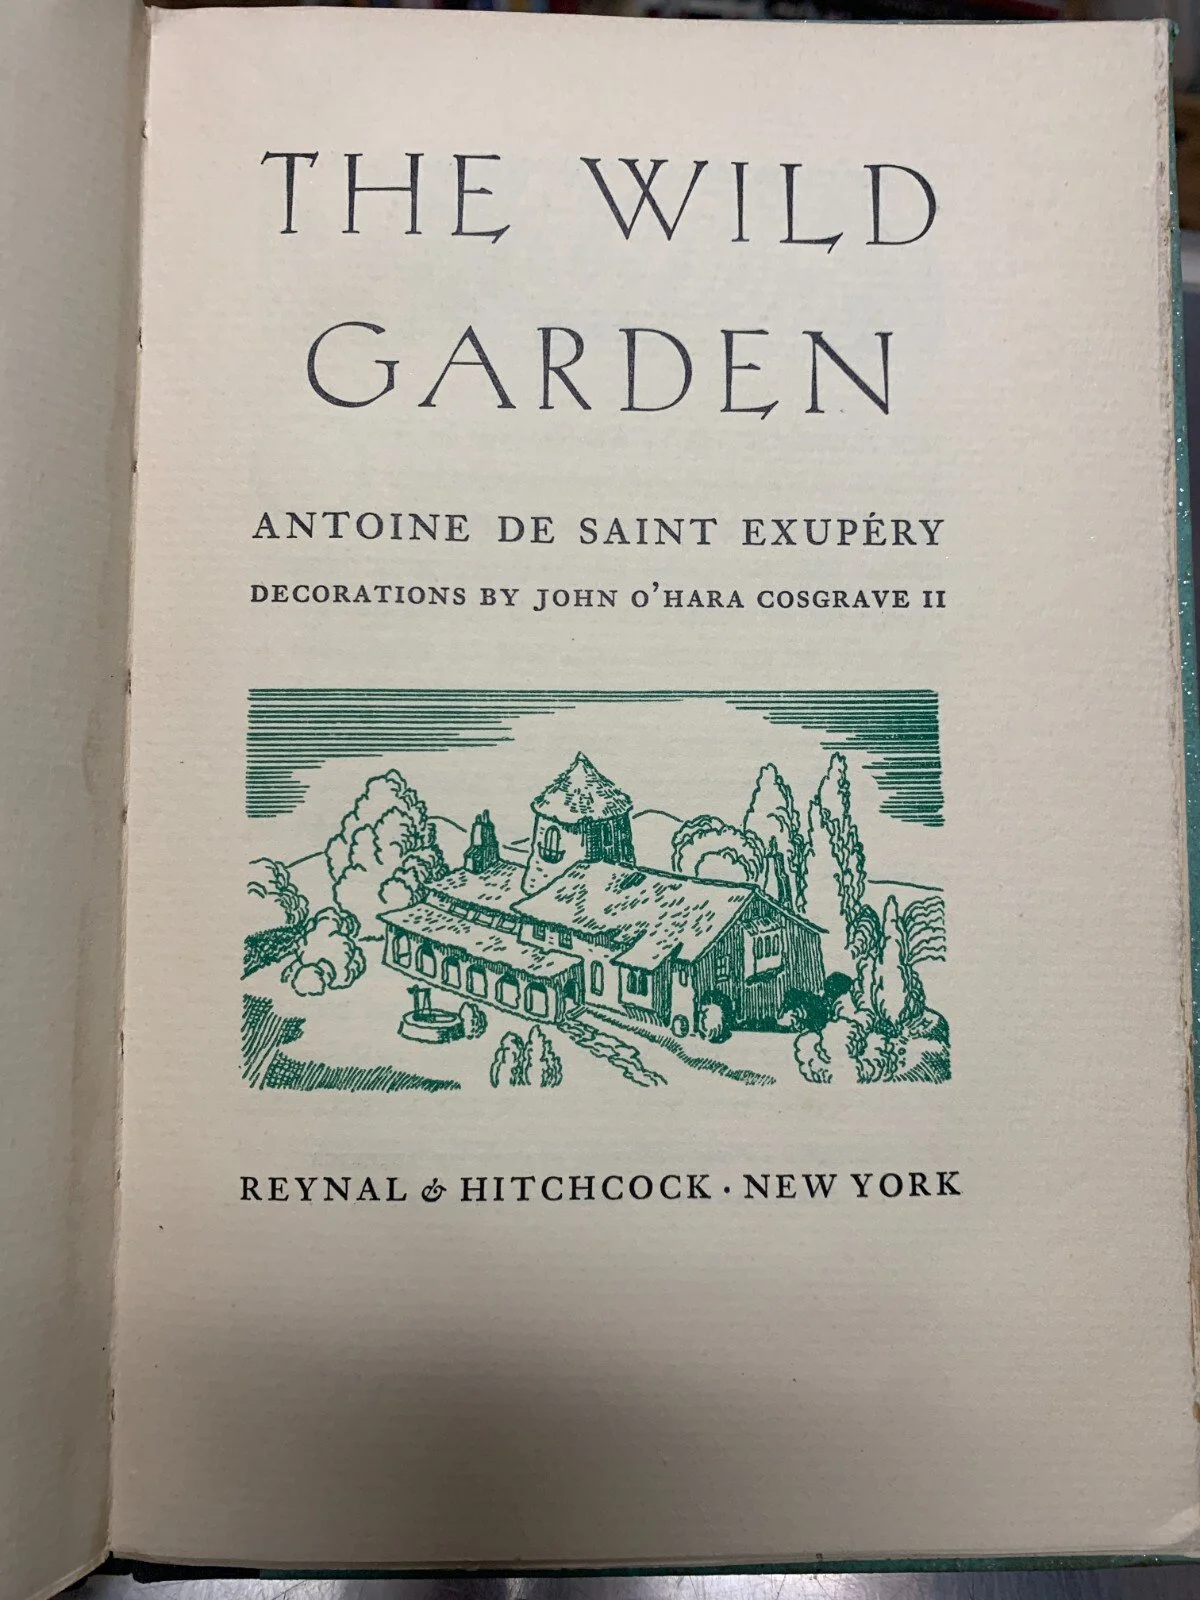 THE WILD
GARDEN
ANTOINE DE SAINT EXUPÉRY
DECORATIONS BY JOHN O'HARA COSGRAVE II
REYNAL & HITCHCOCK · NEW YORK